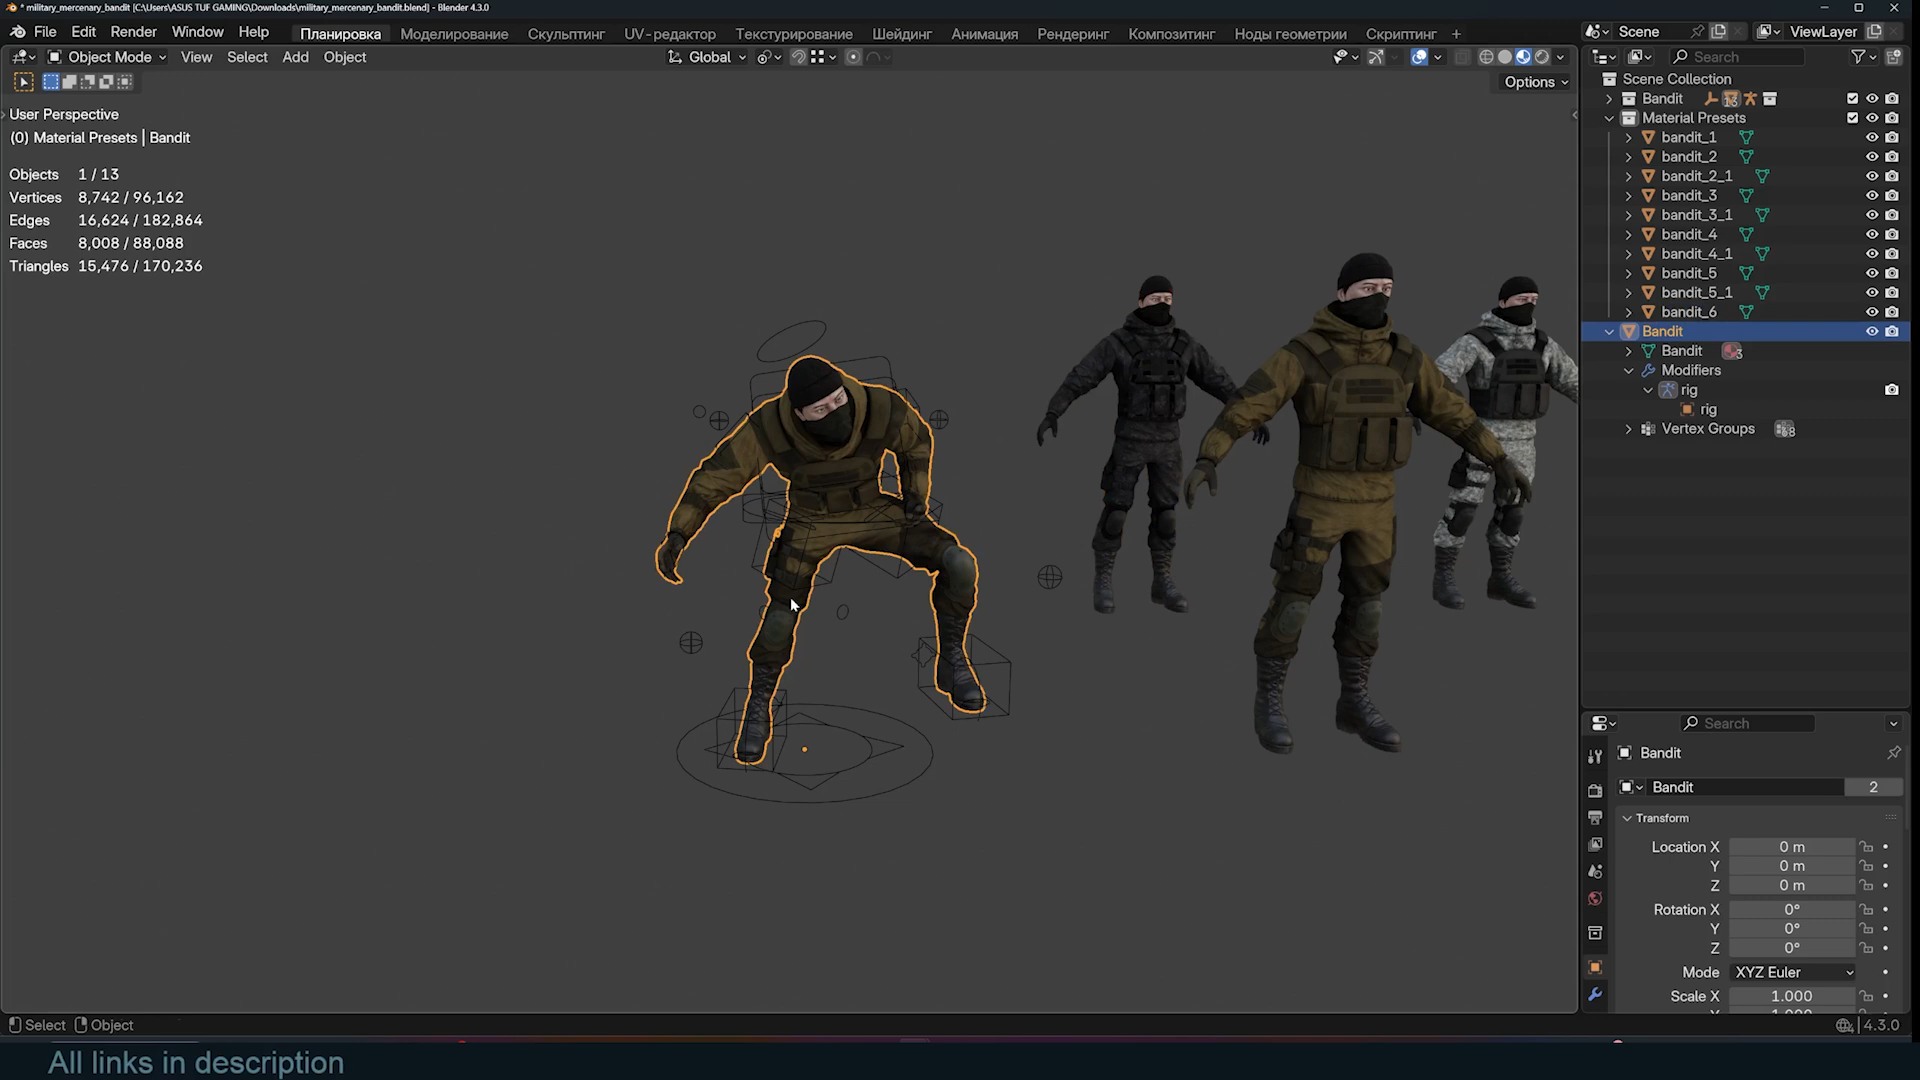 * military_mercenary_bandit [C:\Users\ASUS TUF GAMING\Downloads\military_mercenary_bandit.blend] - Blender 4.3.0
File Edit Render Window Help Планировка Моделирование Скульптинг UV-редактор Текстурирование Шейдинг Анимация Рендеринг Композитинг Ноды геометрии Скриптинг + Scene ViewLayer
Object Mode View Select Add Object Global Search
Options
Scene Collection
Bandit 13
Material Presets
bandit_1
bandit_2
bandit_2_1
bandit_3
bandit_3_1
bandit_4
bandit_4_1
bandit_5
bandit_5_1
bandit_6
Bandit
Bandit 3
Modifiers
rig
rig
Vertex Groups
User Perspective
(0) Material Presets | Bandit
Objects 1 / 13
Vertices 8,742 / 96,162
Edges 16,624 / 182,864
Faces 8,008 / 88,088
Triangles 15,476 / 170,236
Search
Bandit
Bandit 2
Transform
Location X 0 m
Y 0 m
Z 0 m
Rotation X 0°
Y 0°
Z 0°
Mode XYZ Euler
Scale X 1.000
Select Object 4.3.0
All links in description